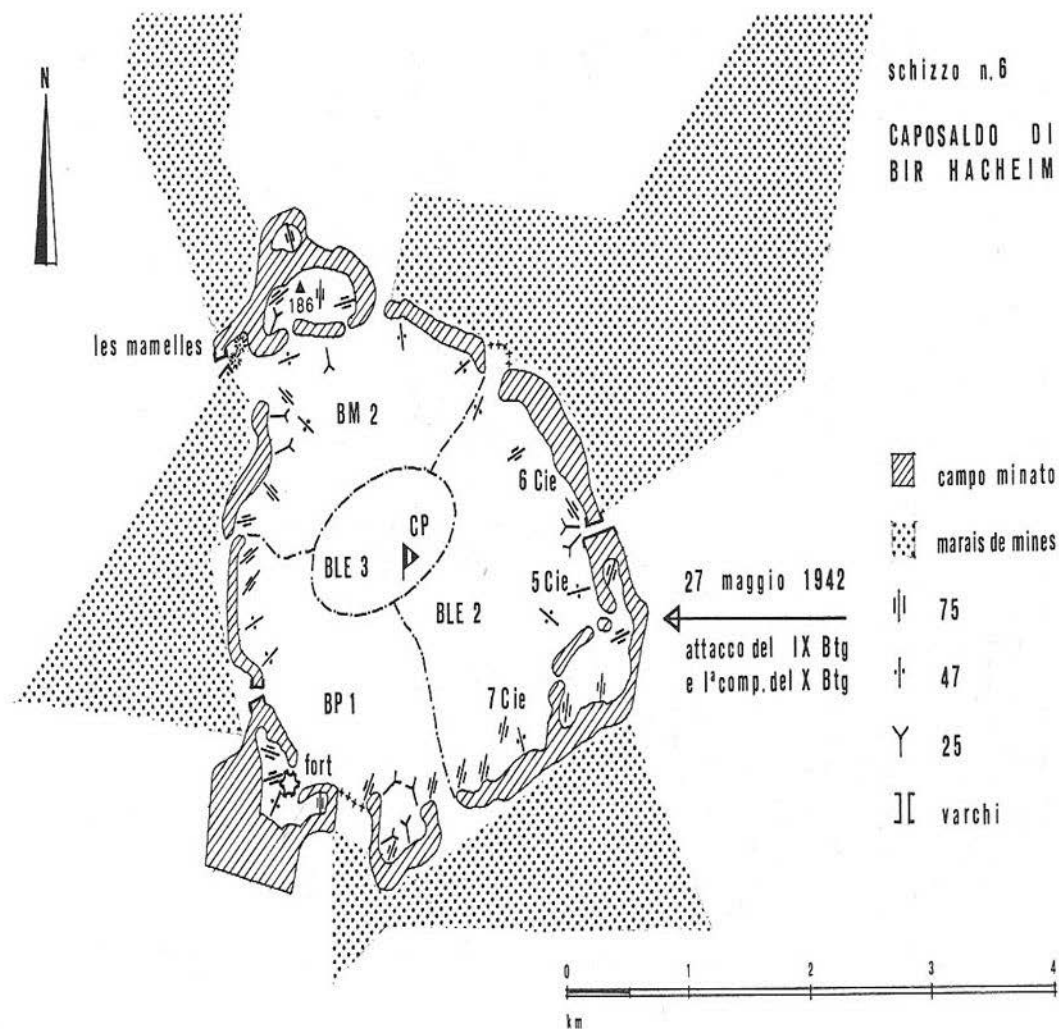 N
schizzo n.6
CAPOSALDO DI
BIR HACHEIM
186
les mamelles
BM 2
6 Cie
CP
BLE 3
5 Cie
BLE 2
27 maggio 1942
attacco del IX Btg
e Iª comp. del X Btg
7 Cie
BP 1
fort
campo minato
marais de mines
75
47
25
varchi
0 1 2 3 4
km